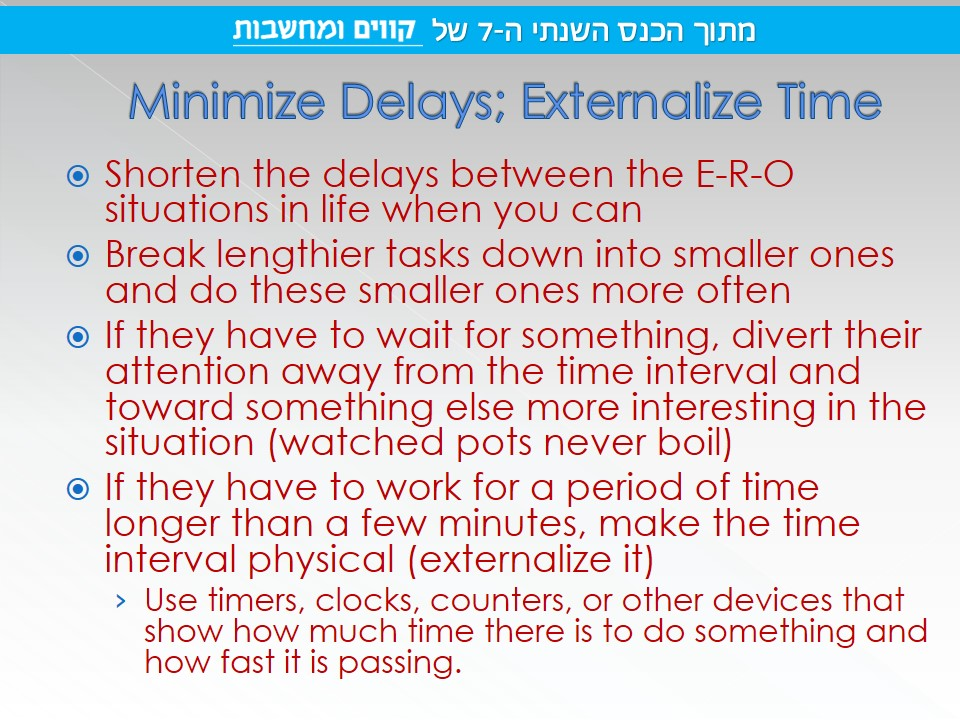 מתוך הכנס השנתי ה-7 של קווים ומחשבות
Minimize Delays; Externalize Time
Shorten the delays between the E-R-O
situations in life when you can
Break lengthier tasks down into smaller ones
and do these smaller ones more often
If they have to wait for something, divert their
attention away from the time interval and
toward something else more interesting in the
situation (watched pots never boil)
If they have to work for a period of time
longer than a few minutes, make the time
interval physical (externalize it)
Use timers, clocks, counters, or other devices that
show how much time there is to do something and
how fast it is passing.